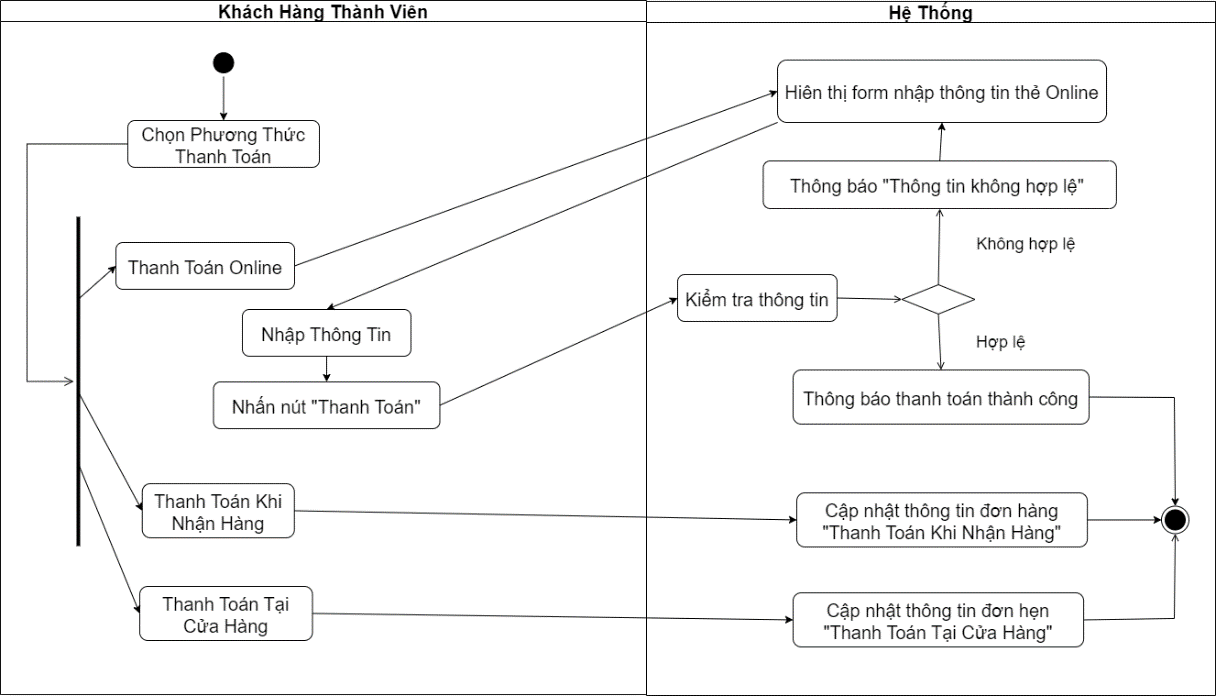 Khách Hàng Thành Viên
Hệ Thống
Chọn Phương Thức
Thanh Toán
Hiên thị form nhập thông tin thẻ Online
Thông báo "Thông tin không hợp lệ"
Không hợp lệ
Thanh Toán Online
Kiểm tra thông tin
Nhập Thông Tin
Hợp lệ
Nhấn nút "Thanh Toán"
Thông báo thanh toán thành công
Thanh Toán Khi
Nhận Hàng
Cập nhật thông tin đơn hàng
"Thanh Toán Khi Nhận Hàng"
Thanh Toán Tại
Cửa Hàng
Cập nhật thông tin đơn hẹn
"Thanh Toán Tại Cửa Hàng"